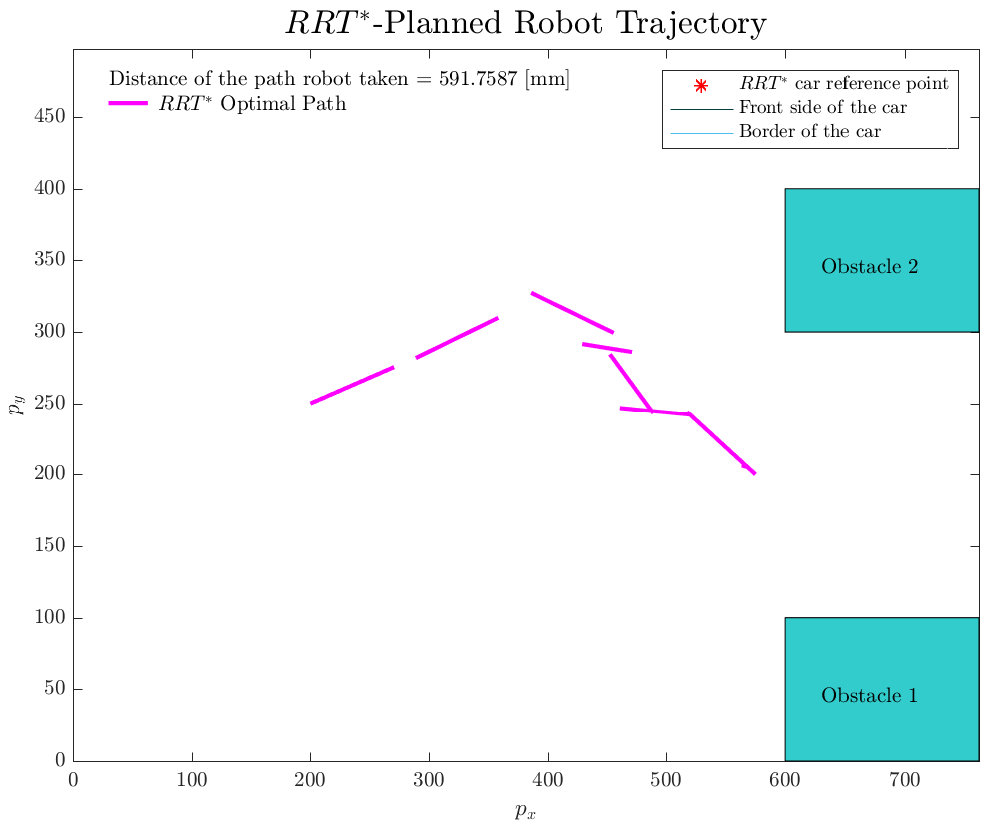 RRT*-Planned Robot Trajectory
Distance of the path robot taken = 591.7587 [mm]
RRT* Optimal Path
RRT* car reference point
Front side of the car
Border of the car
450
400
350
300
250
200
150
100
50
0
p_y
Obstacle 2
Obstacle 1
0 100 200 300 400 500 600 700
p_x